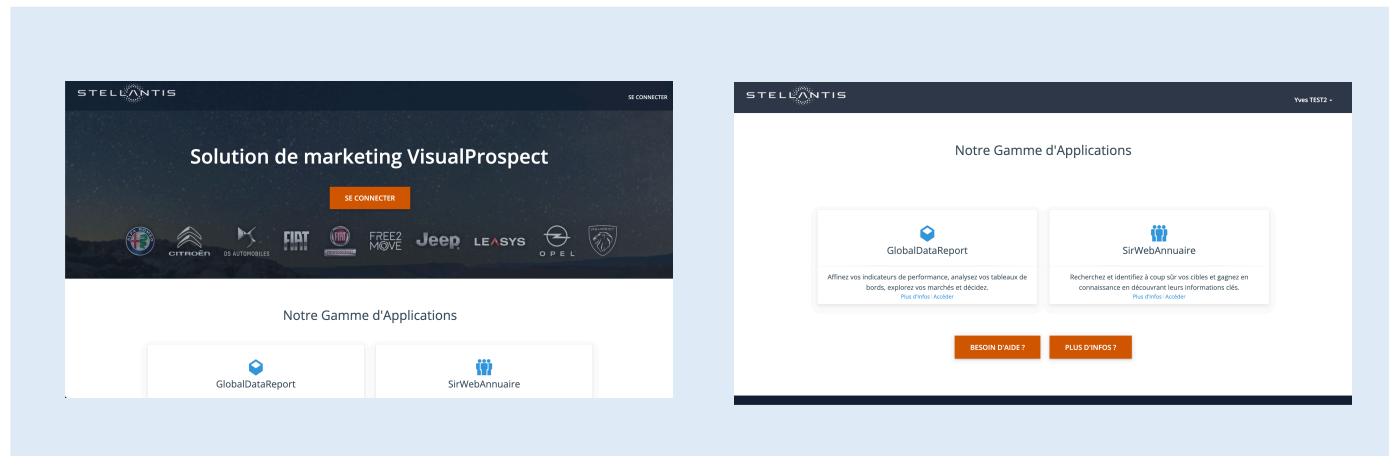 STELLANTIS
SE CONNECTER
Solution de marketing VisualProspect
SE CONNECTER
CITROËN
DS AUTOMOBILES
FIAT
FIAT
FREE2
MOVE
Jeep
LEASYS
OPEL
Notre Gamme d'Applications
GlobalDataReport
SirWebAnnuaire
STELLANTIS
Yves TEST2
Notre Gamme d'Applications
GlobalDataReport
Affinez vos indicateurs de performance, analysez vos tableaux de
bords, explorez vos marchés et décidez.
Plus d'Infos | Accéder
SirWebAnnuaire
Recherchez et identifiez à coup sûr vos cibles et gagnez en
connaissance en découvrant leurs informations clés.
Plus d'Infos | Accéder
BESOIN D'AIDE ?
PLUS D'INFOS ?